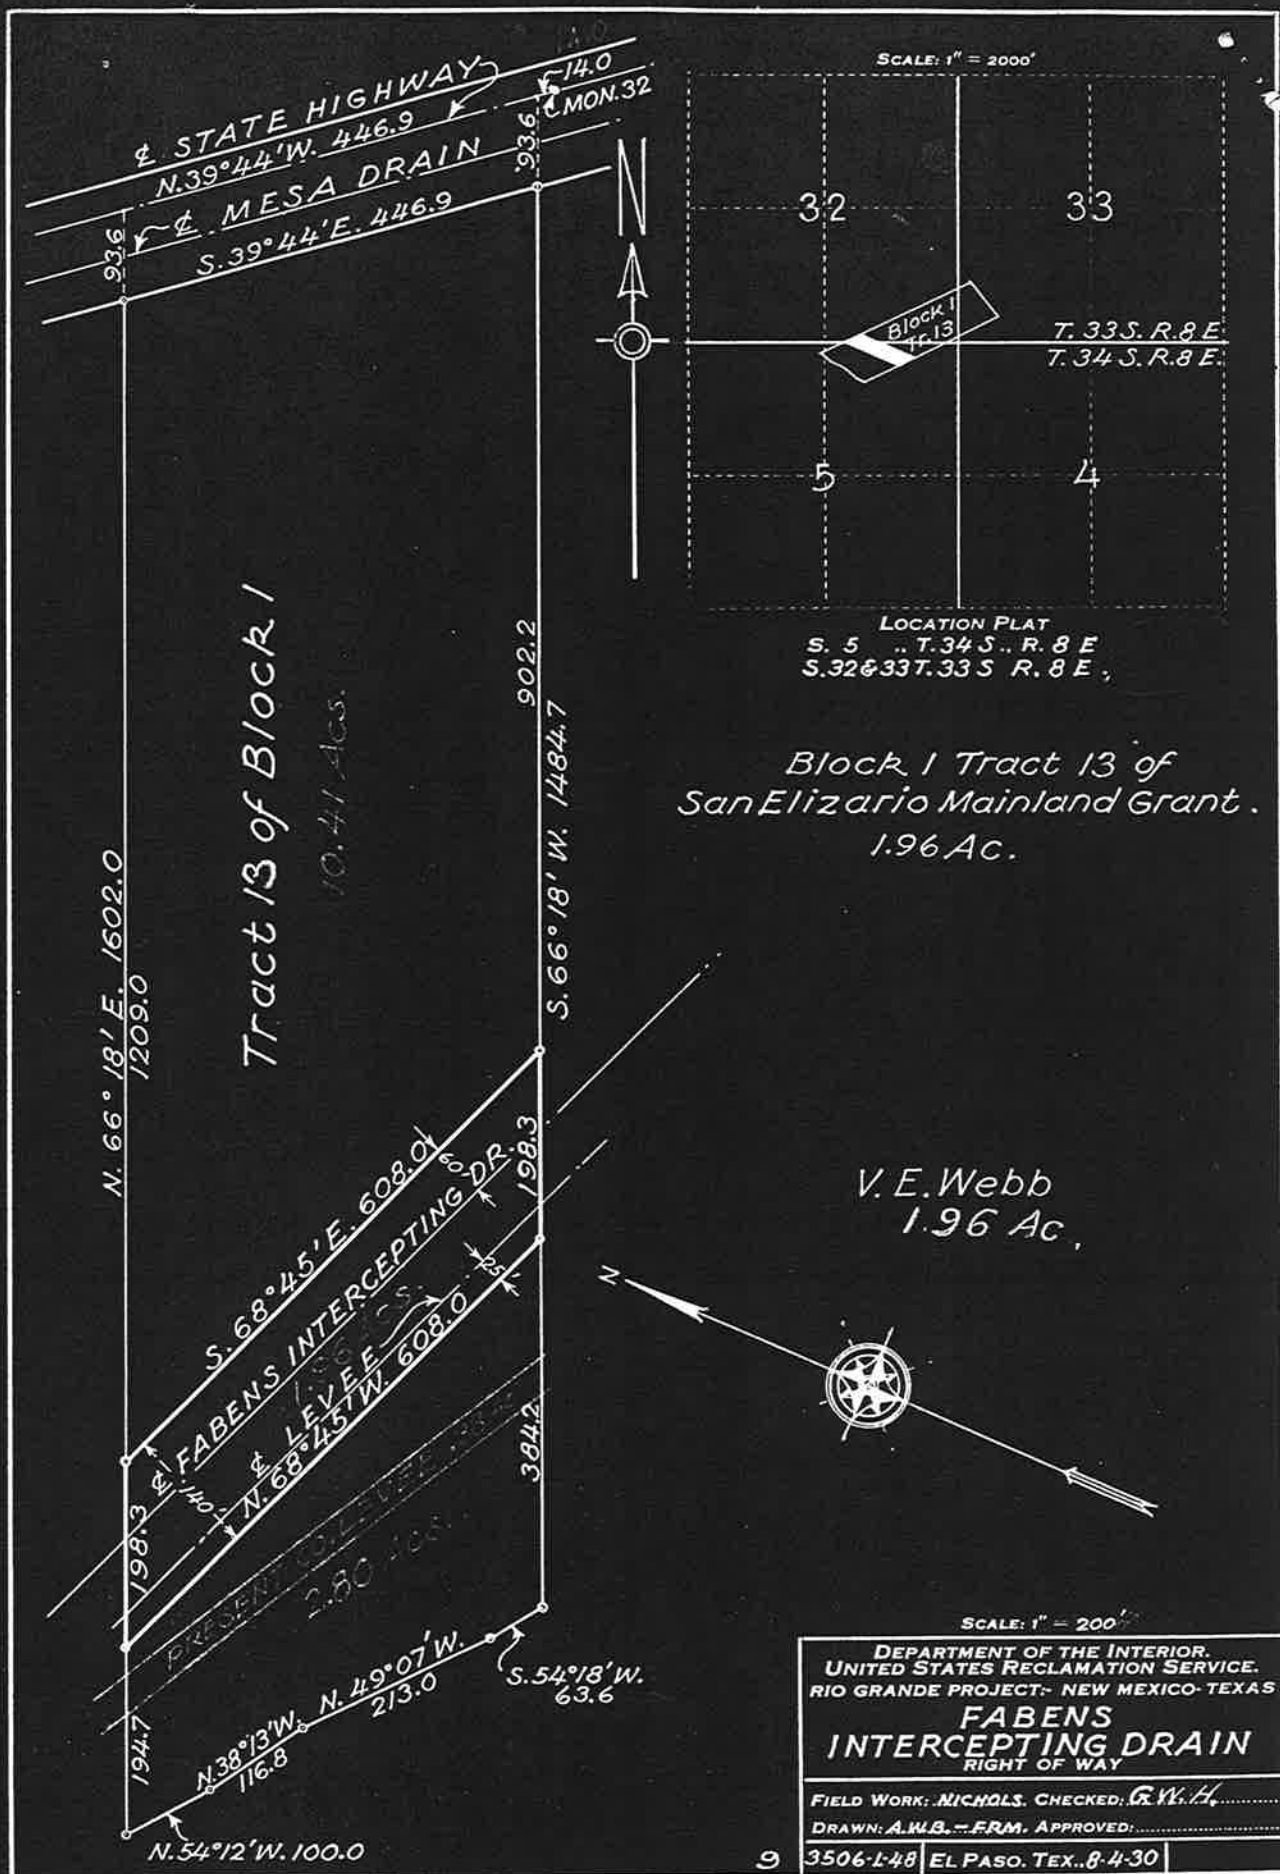 ℄ STATE HIGHWAY
N.39°44'W. 446.9
14.0
℄ MON.32
93.6
℄ MESA DRAIN
93.6
S.39°44'E. 446.9
N
SCALE: 1" = 2000'
32
33
Block 1
Tr.13
T. 33 S. R. 8 E.
T. 34 S. R. 8 E.
5
4
LOCATION PLAT
S. 5 .. T. 34 S.. R. 8 E
S.32&33 T.33 S R. 8 E.
Block 1 Tract 13 of
San Elizario Mainland Grant.
1.96 Ac.
Tract 13 of Block 1
10.41 Acs.
N. 66° 18' E. 1602.0
1209.0
902.2
S. 66° 18' W. 1484.7
S. 68° 45' E. 608.0
60'
℄ FABENS INTERCEPTING DR.
198.3
1.96 Acs.
25'
℄ LEVEE
N. 68° 45' W. 608.0
140'
198.3
384.2
PRESENT CO. LEVEE
2.80 Acs.
194.7
N.38°13'W.
116.8
N. 49°07'W.
213.0
S.54°18'W.
63.6
N.54°12'W. 100.0
V. E. Webb
1.96 Ac.
N
SCALE: 1" = 200'
DEPARTMENT OF THE INTERIOR.
UNITED STATES RECLAMATION SERVICE.
RIO GRANDE PROJECT:- NEW MEXICO-TEXAS
FABENS
INTERCEPTING DRAIN
RIGHT OF WAY
FIELD WORK: NICHOLS. CHECKED: G.W.H.
DRAWN: A.W.B.-F.R.M. APPROVED:
3506-L-48 EL PASO. TEX. 8-4-30
9